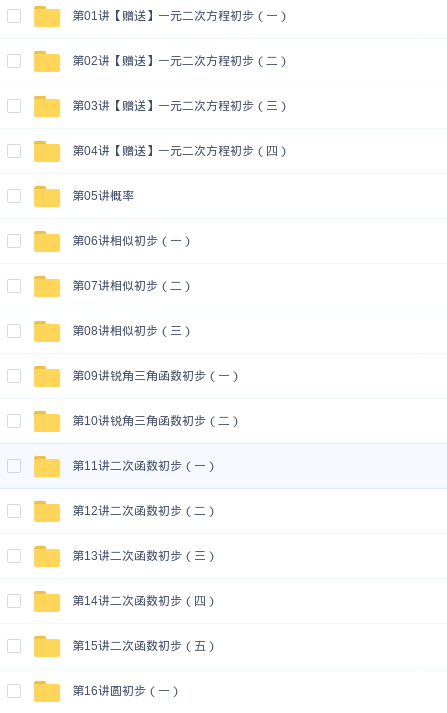 第01讲【赠送】一元二次方程初步（一）
第02讲【赠送】一元二次方程初步（二）
第03讲【赠送】一元二次方程初步（三）
第04讲【赠送】一元二次方程初步（四）
第05讲概率
第06讲相似初步（一）
第07讲相似初步（二）
第08讲相似初步（三）
第09讲锐角三角函数初步（一）
第10讲锐角三角函数初步（二）
第11讲二次函数初步（一）
第12讲二次函数初步（二）
第13讲二次函数初步（三）
第14讲二次函数初步（四）
第15讲二次函数初步（五）
第16讲圆初步（一）